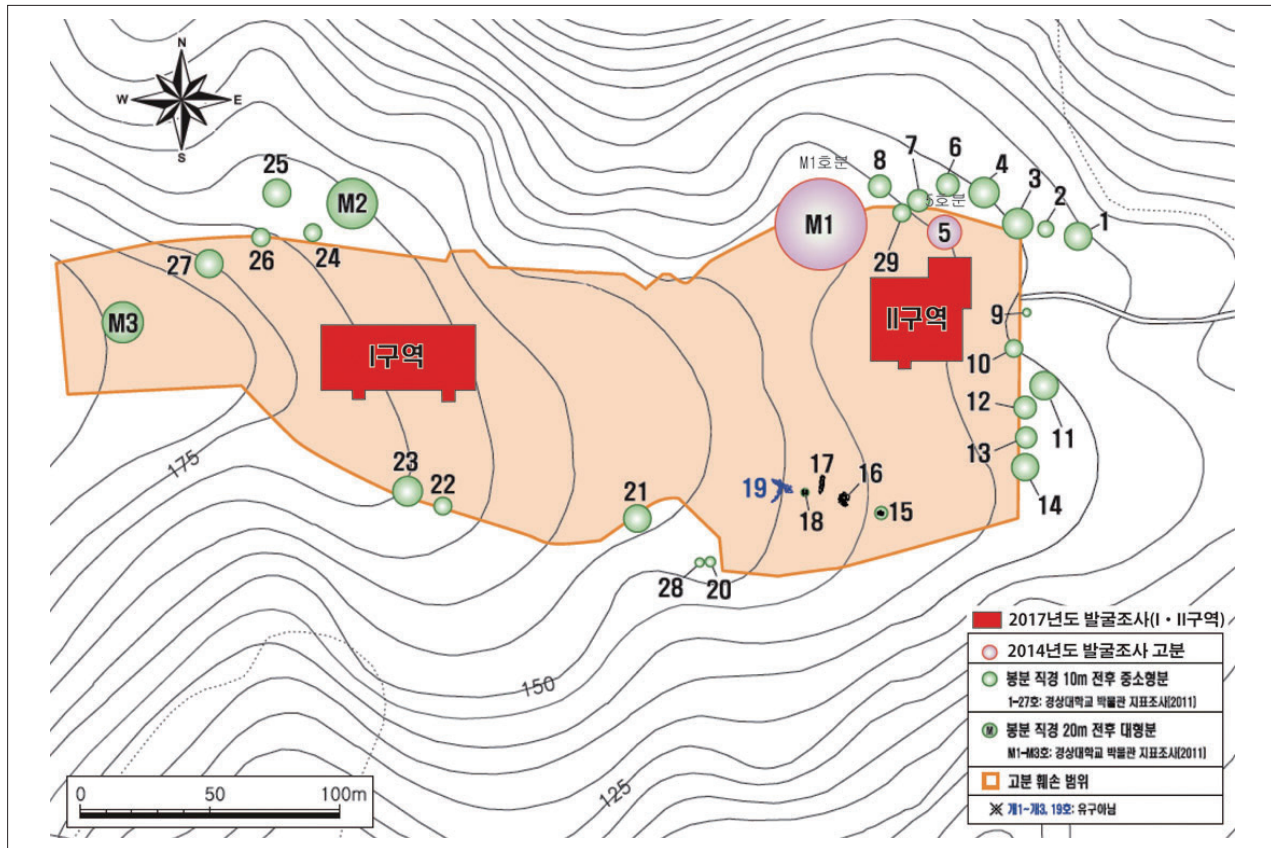 N
W
E
S
25
M2
26
24
27
M3
I구역
23
22
M1호분
M1
8
7
6
4
3
2
1
5호분
5
29
II구역
9
10
12
11
13
14
19
18
17
16
15
21
28
20
175
150
125
0 50 100m
2017년도 발굴조사(I·II구역)
2014년도 발굴조사 고분
봉분 직경 10m 전후 중소형분
1-27호: 경상대학교 박물관 지표조사(2011)
M
봉분 직경 20m 전후 대형분
M1-M3호: 경상대학교 박물관 지표조사(2011)
고분 훼손 범위
※ 개1-개3, 19호: 유구아님